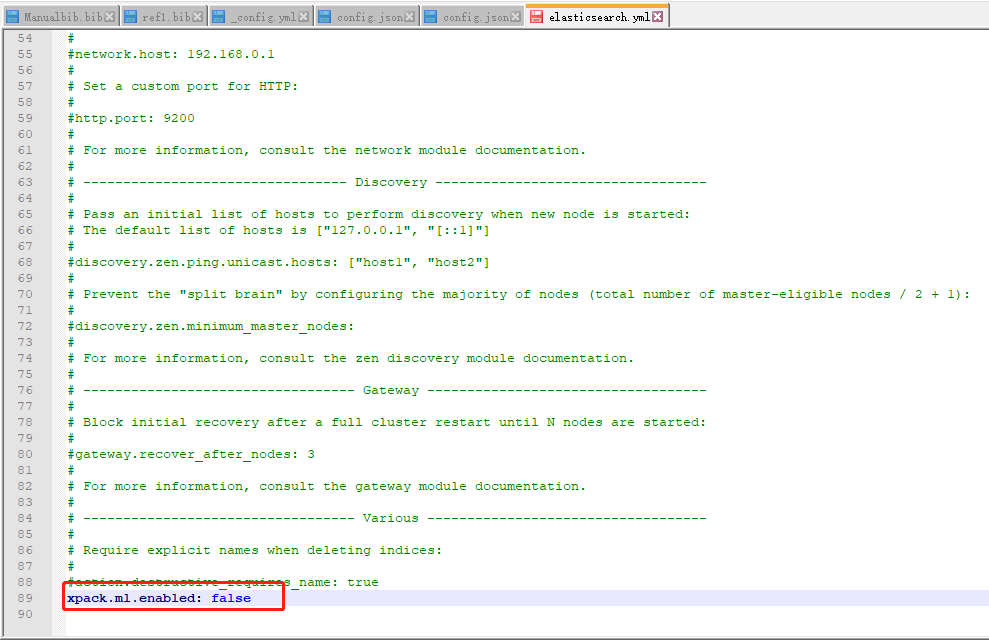 Manualbib.bib ref1.bib _config.yml config.json config.json elasticsearch.yml
54 #
55 #network.host: 192.168.0.1
56 #
57 # Set a custom port for HTTP:
58 #
59 #http.port: 9200
60 #
61 # For more information, consult the network module documentation.
62 #
63 # --------------------------------- Discovery ----------------------------------
64 #
65 # Pass an initial list of hosts to perform discovery when new node is started:
66 # The default list of hosts is ["127.0.0.1", "[::1]"]
67 #
68 #discovery.zen.ping.unicast.hosts: ["host1", "host2"]
69 #
70 # Prevent the "split brain" by configuring the majority of nodes (total number of master-eligible nodes / 2 + 1):
71 #
72 #discovery.zen.minimum_master_nodes:
73 #
74 # For more information, consult the zen discovery module documentation.
75 #
76 # ---------------------------------- Gateway -----------------------------------
77 #
78 # Block initial recovery after a full cluster restart until N nodes are started:
79 #
80 #gateway.recover_after_nodes: 3
81 #
82 # For more information, consult the gateway module documentation.
83 #
84 # ---------------------------------- Various -----------------------------------
85 #
86 # Require explicit names when deleting indices:
87 #
88 #action.destructive_requires_name: true
89 xpack.ml.enabled: false
90